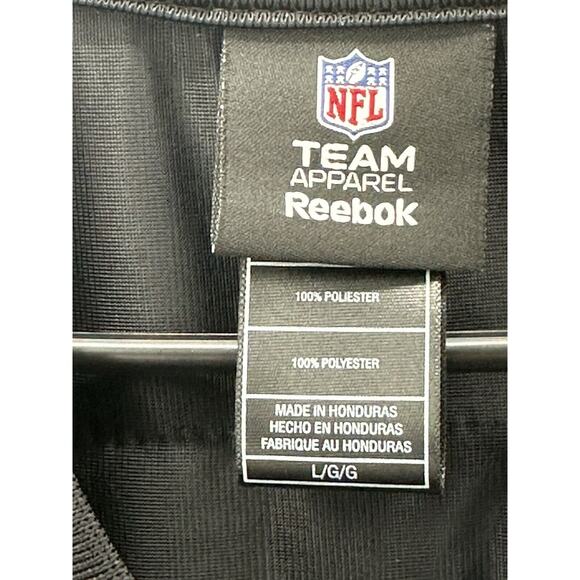 NFL
TEAM
APPAREL
Reebok
100% POLIESTER
100% POLYESTER
MADE IN HONDURAS
HECHO EN HONDURAS
FABRIQUE AU HONDURAS
L/G/G